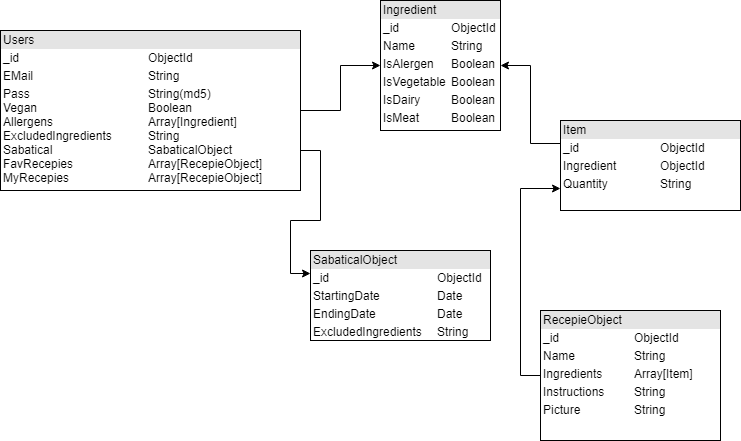 Ingredient
_id ObjectId
Name String
IsAlergen Boolean
IsVegetable Boolean
IsDairy Boolean
IsMeat Boolean
Users
_id ObjectId
EMail String
Pass String(md5)
Vegan Boolean
Allergens Array[Ingredient]
ExcludedIngredients String
Sabatical SabaticalObject
FavRecepies Array[RecepieObject]
MyRecepies Array[RecepieObject]
Item
_id ObjectId
Ingredient ObjectId
Quantity String
SabaticalObject
_id ObjectId
StartingDate Date
EndingDate Date
ExcludedIngredients String
RecepieObject
_id ObjectId
Name String
Ingredients Array[Item]
Instructions String
Picture String